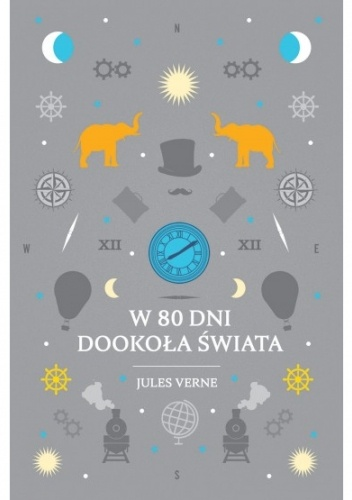 N
W
XII
XII
E
W 80 DNI
DOOKOŁA ŚWIATA
JULES VERNE
S